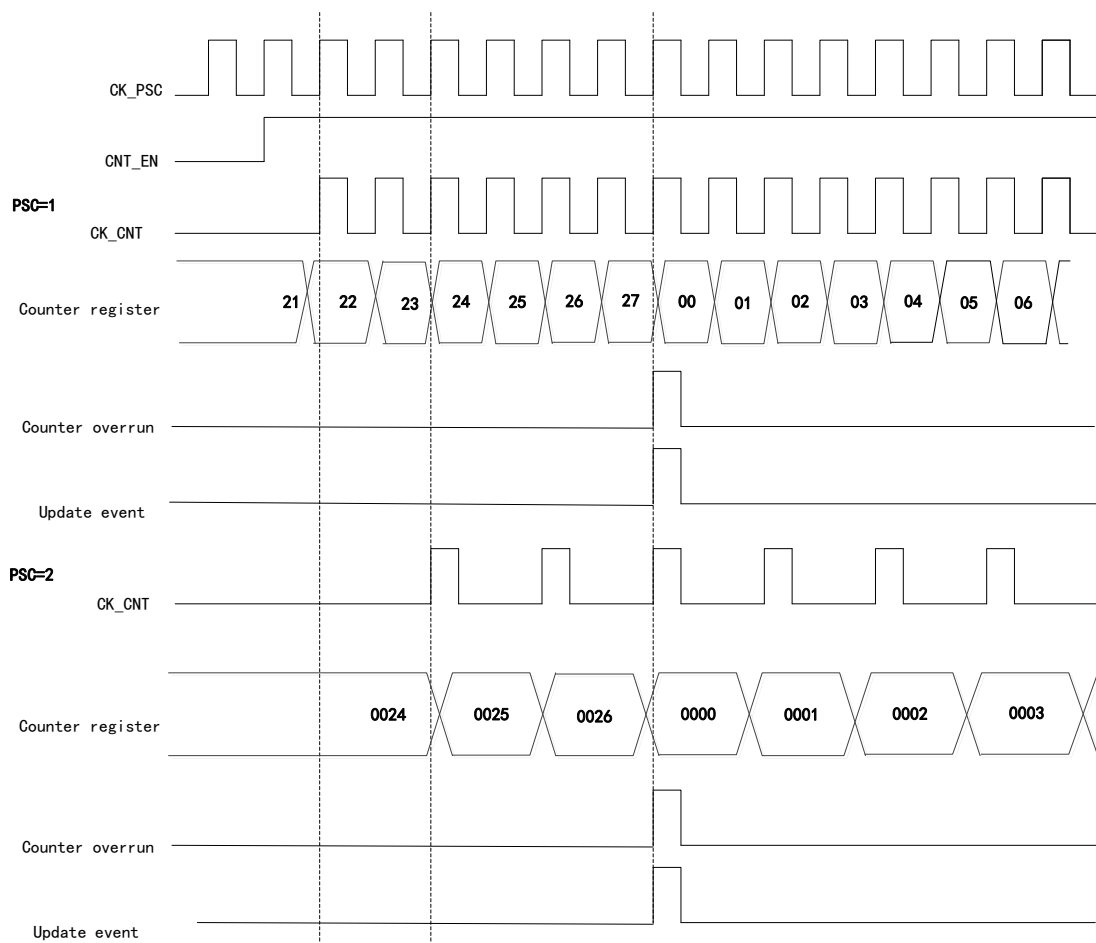 CK_PSC
CNT_EN
PSC=1
CK_CNT
Counter register 21 22 23 24 25 26 27 00 01 02 03 04 05 06
Counter overrun
Update event
PSC=2
CK_CNT
Counter register 0024 0025 0026 0000 0001 0002 0003
Counter overrun
Update event